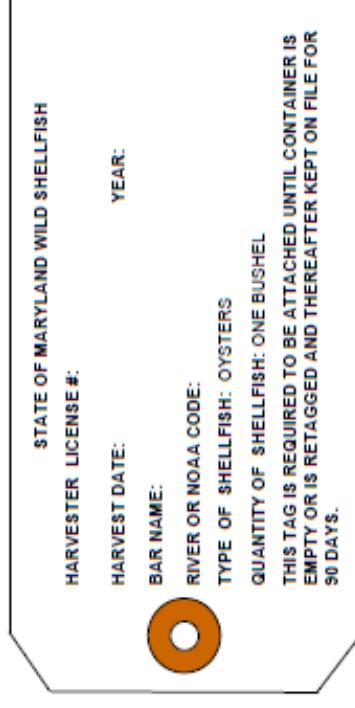 STATE OF MARYLAND WILD SHELLFISH
HARVESTER LICENSE #:
HARVEST DATE: YEAR:
BAR NAME:
RIVER OR NOAA CODE:
TYPE OF SHELLFISH: OYSTERS
QUANTITY OF SHELLFISH: ONE BUSHEL
THIS TAG IS REQUIRED TO BE ATTACHED UNTIL CONTAINER IS
EMPTY OR IS RETAGGED AND THEREAFTER KEPT ON FILE FOR
90 DAYS.